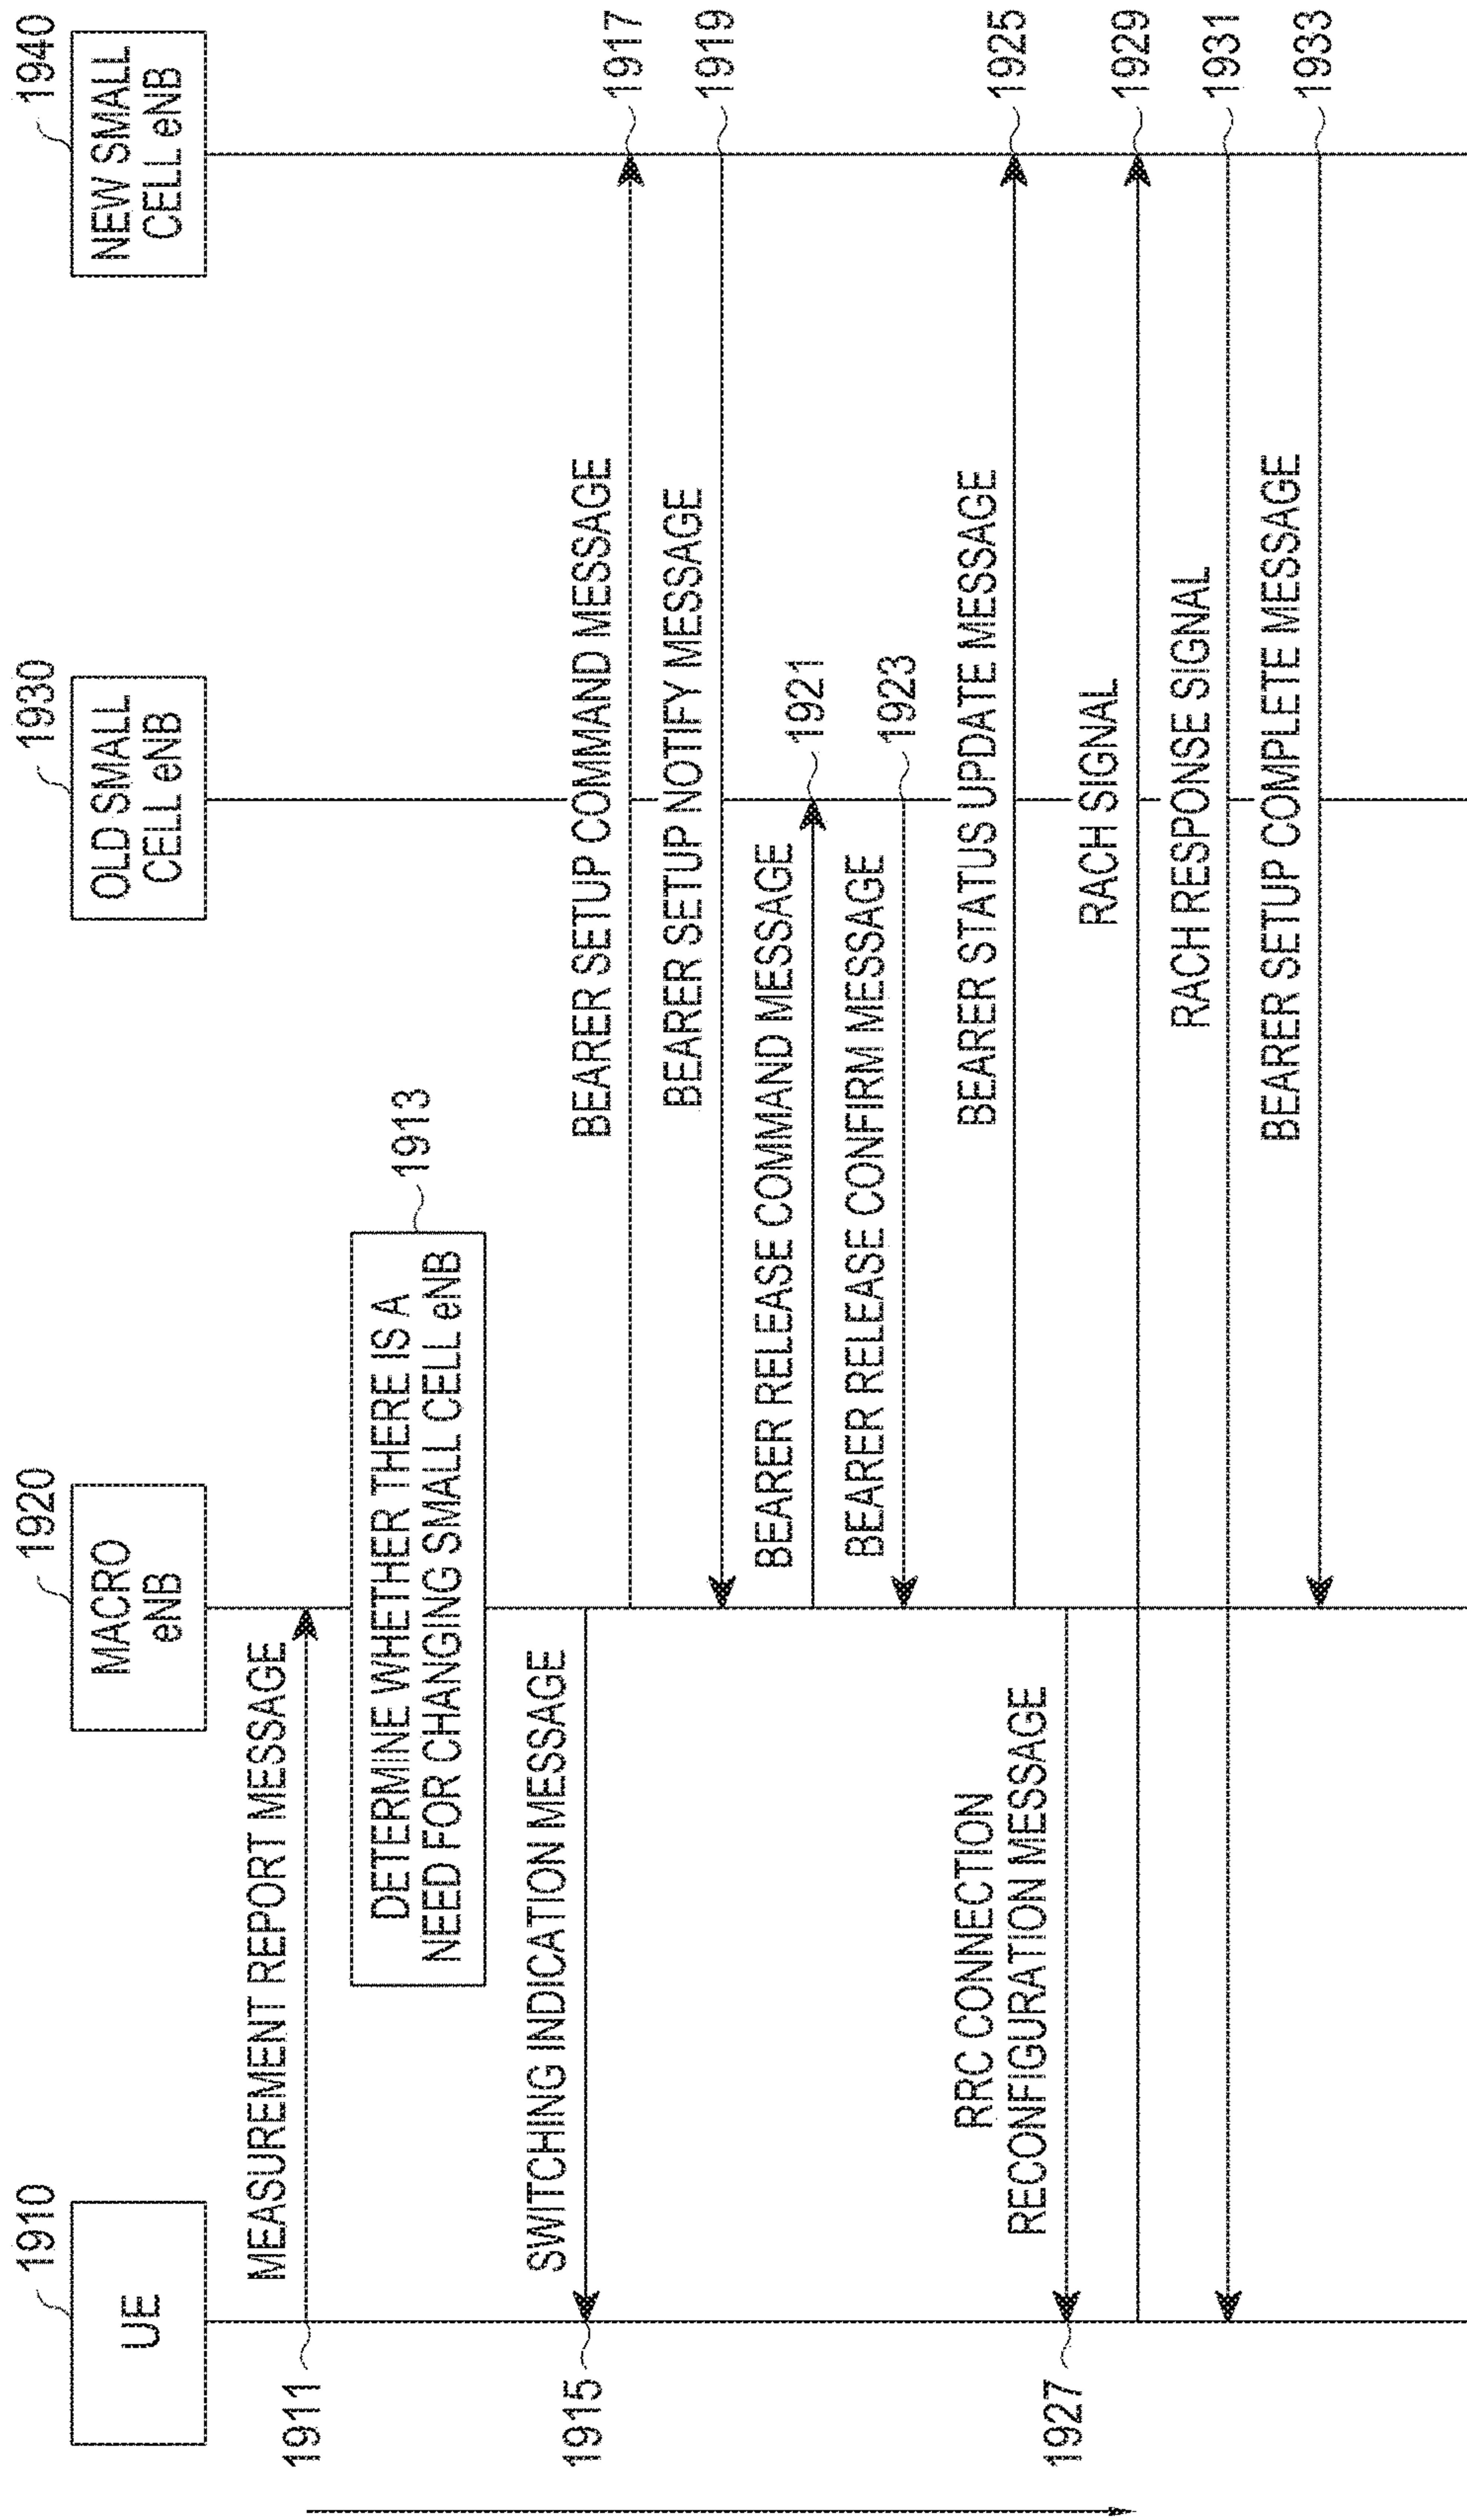 1910
UE
1920
MACRO
eNB
1930
OLD SMALL
CELL eNB
1940
NEW SMALL
CELL eNB
MEASUREMENT REPORT MESSAGE
1911
DETERMINE WHETHER THERE IS A
NEED FOR CHANGING SMALL CELL eNB
1913
SWITCHING INDICATION MESSAGE
1915
BEARER SETUP COMMAND MESSAGE
1917
BEARER SETUP NOTIFY MESSAGE
1919
BEARER RELEASE COMMAND MESSAGE
1921
BEARER RELEASE CONFIRM MESSAGE
1923
BEARER STATUS UPDATE MESSAGE
1925
RRC CONNECTION
RECONFIGURATION MESSAGE
1927
RACH SIGNAL
1929
RACH RESPONSE SIGNAL
1931
BEARER SETUP COMPLETE MESSAGE
1933